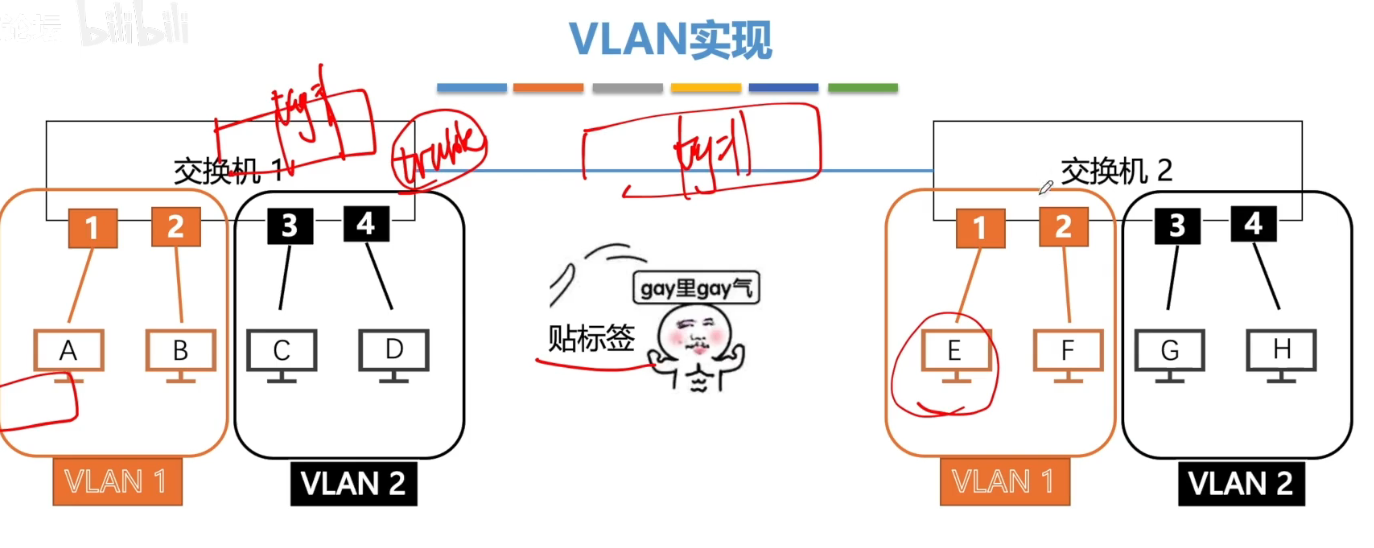 bilibili
VLAN实现
tag=1
trunk
tag=1
交换机 1
交换机 2
1 2 3 4
1 2 3 4
gay里gay气
贴标签
A B C D
E F G H
VLAN 1
VLAN 2
VLAN 1
VLAN 2